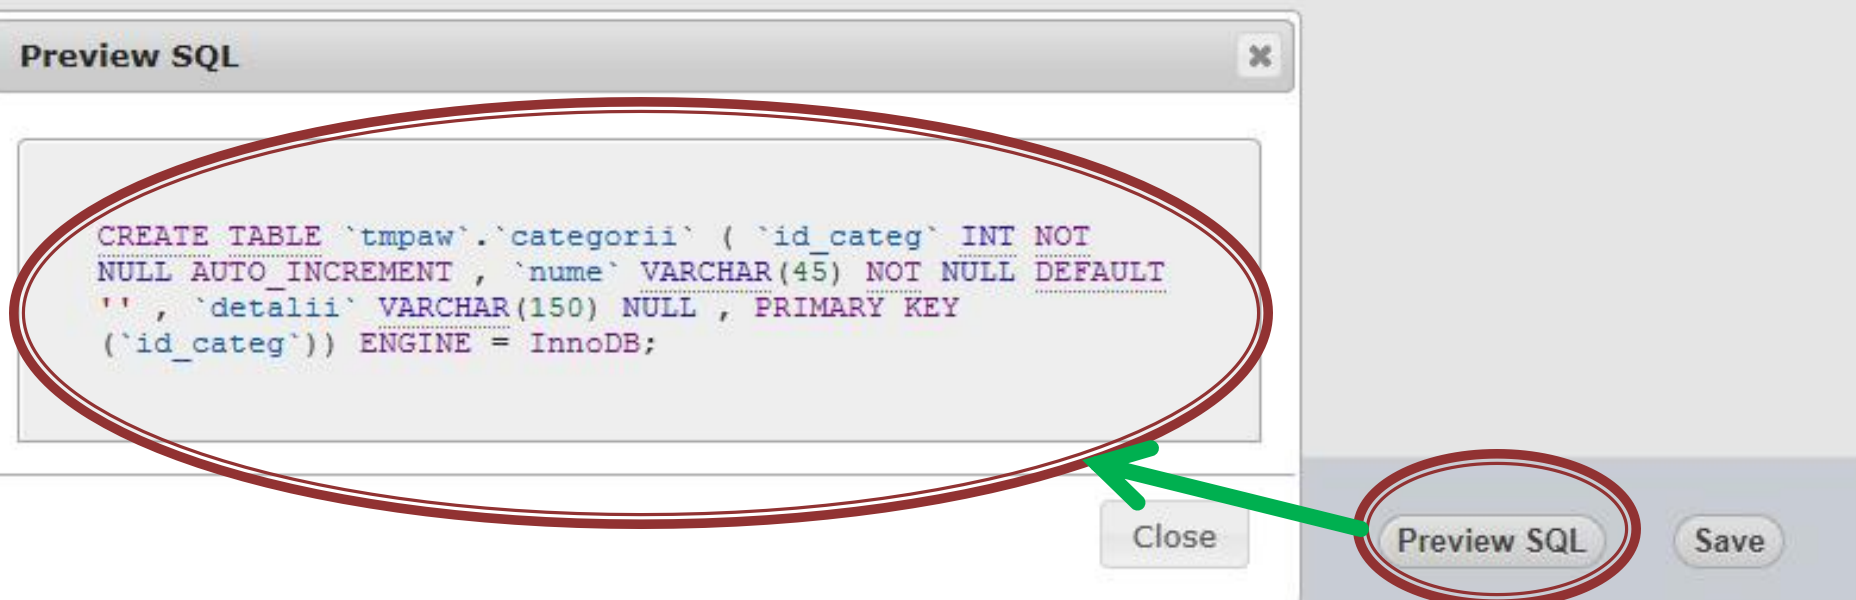 Preview SQL
CREATE TABLE `tmpaw`.`categorii` ( `id_categ` INT NOT
NULL AUTO_INCREMENT , `nume` VARCHAR(45) NOT NULL DEFAULT
'' , `detalii` VARCHAR(150) NULL , PRIMARY KEY
(`id_categ`)) ENGINE = InnoDB;
Close
Preview SQL
Save